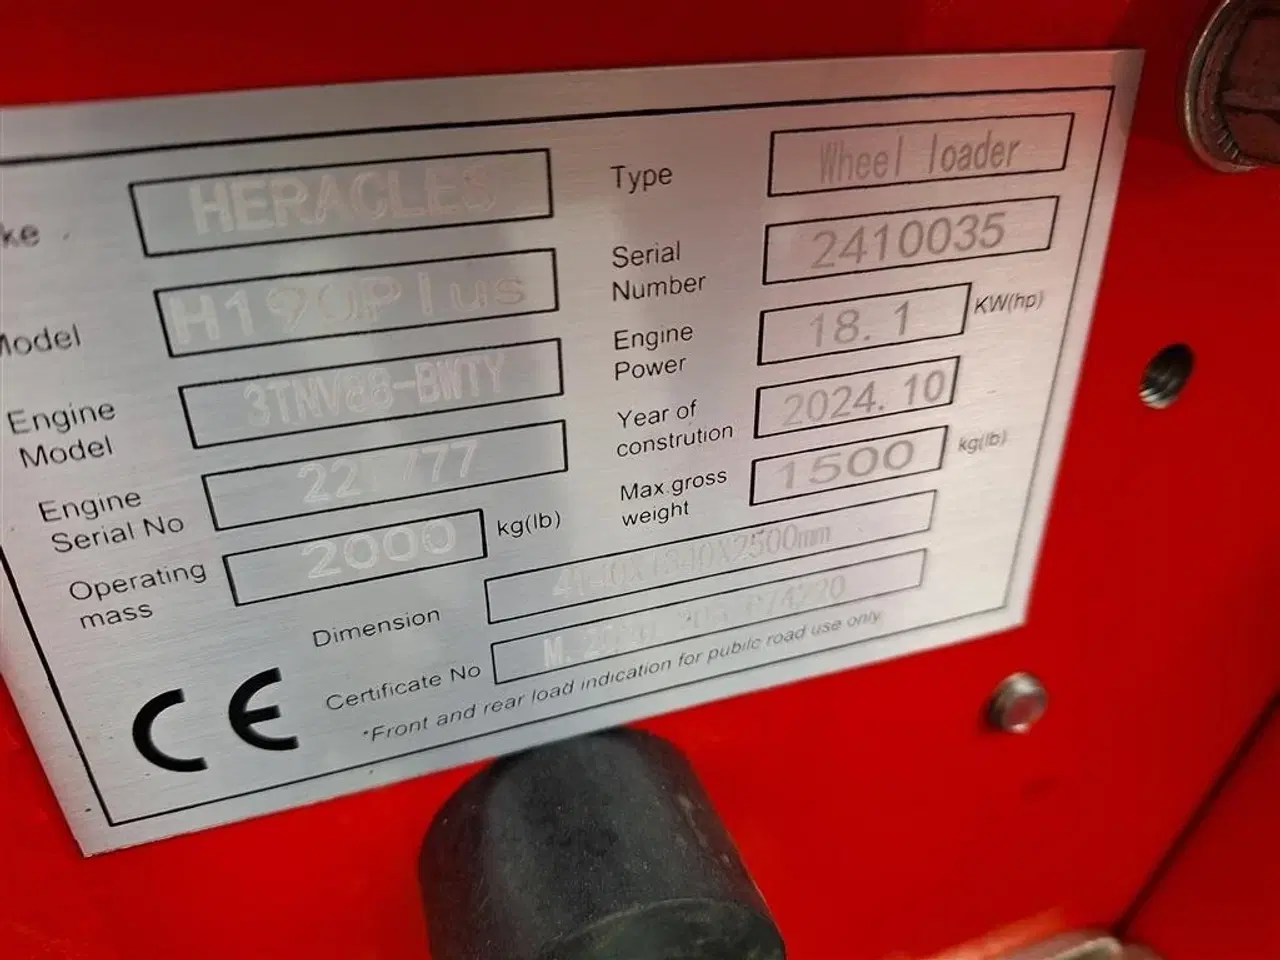 ke HERACLES Type Wheel loader
Model H190Plus Serial Number 2410035
Engine Model 3TNV88-BWTY Engine Power 18.1 KW(hp)
Engine Serial No Year of constrution 2024.10
Operating mass 2000 kg(lb) Max.gross weight 1500 kg(lb)
Dimension
Certificate No
CE *Front and rear load indication for public road use only